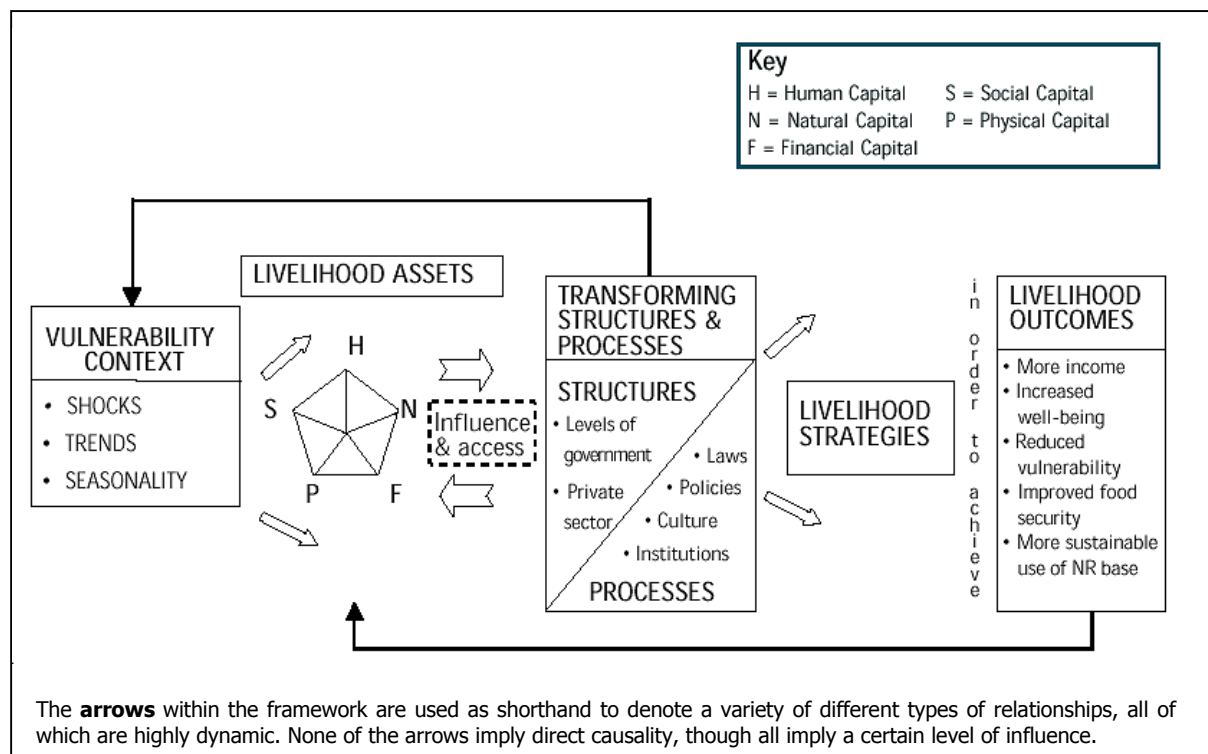 Key
H = Human Capital S = Social Capital
N = Natural Capital P = Physical Capital
F = Financial Capital
LIVELIHOOD ASSETS
VULNERABILITY
CONTEXT
• SHOCKS
• TRENDS
• SEASONALITY
H
S
N
P
F
Influence
& access
TRANSFORMING
STRUCTURES &
PROCESSES
STRUCTURES
• Levels of
government
• Private
sector
• Laws
• Policies
• Culture
• Institutions
PROCESSES
LIVELIHOOD
STRATEGIES
in order to achieve
LIVELIHOOD
OUTCOMES
• More income
• Increased
well-being
• Reduced
vulnerability
• Improved food
security
• More sustainable
use of NR base
The arrows within the framework are used as shorthand to denote a variety of different types of relationships, all of
which are highly dynamic. None of the arrows imply direct causality, though all imply a certain level of influence.